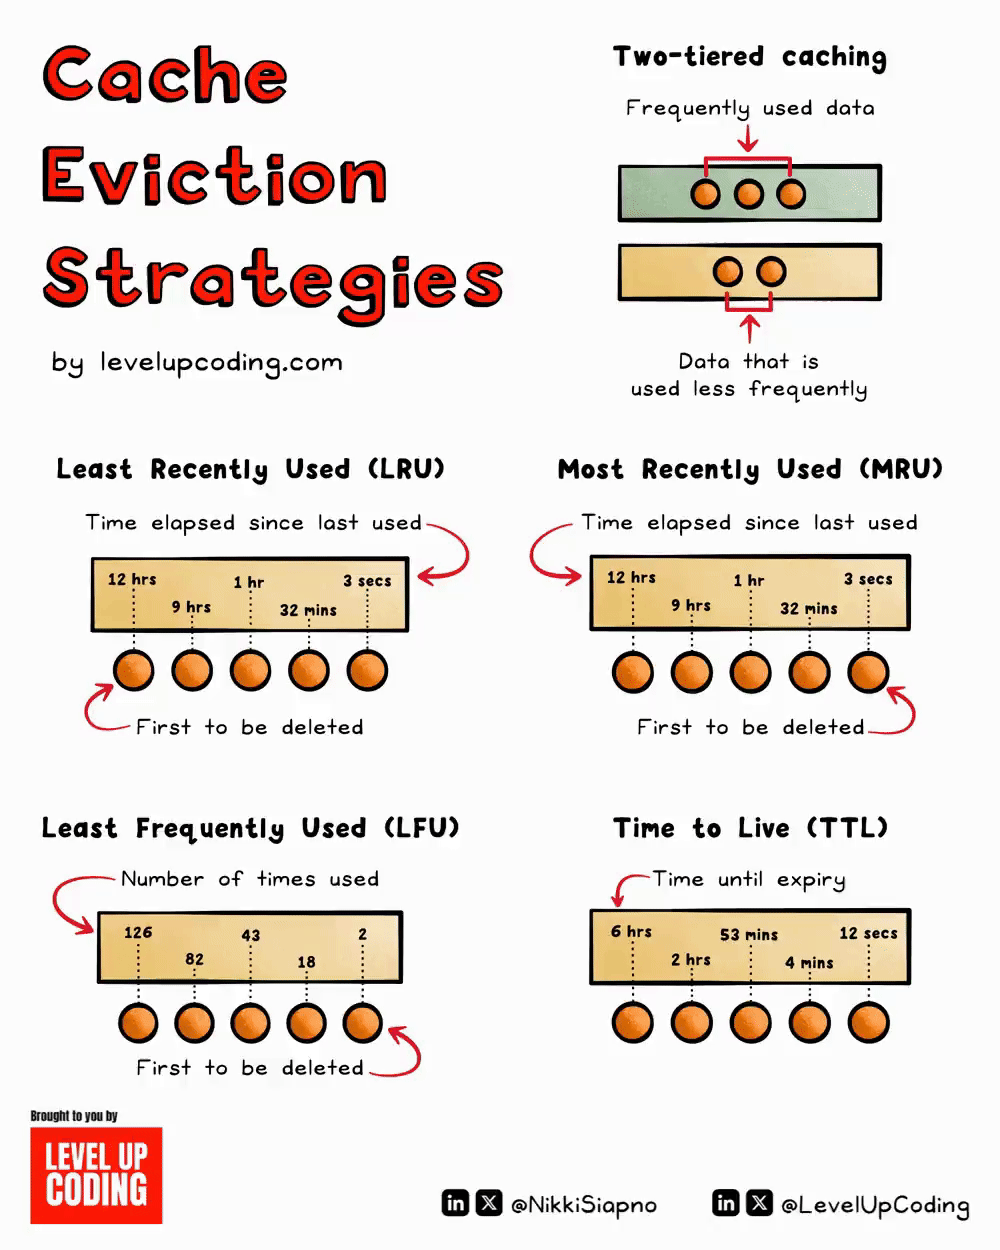 Cache
Eviction
Strategies
by levelupcoding.com
Two-tiered caching
Frequently used data
Data that is
used less frequently
Least Recently Used (LRU)
Time elapsed since last used
12 hrs
9 hrs
1 hr
32 mins
3 secs
First to be deleted
Most Recently Used (MRU)
Time elapsed since last used
12 hrs
9 hrs
1 hr
32 mins
3 secs
First to be deleted
Least Frequently Used (LFU)
Number of times used
126
82
43
18
2
First to be deleted
Time to Live (TTL)
Time until expiry
6 hrs
2 hrs
53 mins
4 mins
12 secs
Brought to you by
LEVEL UP
CODING
in X @NikkiSiapno
in X @LevelUpCoding